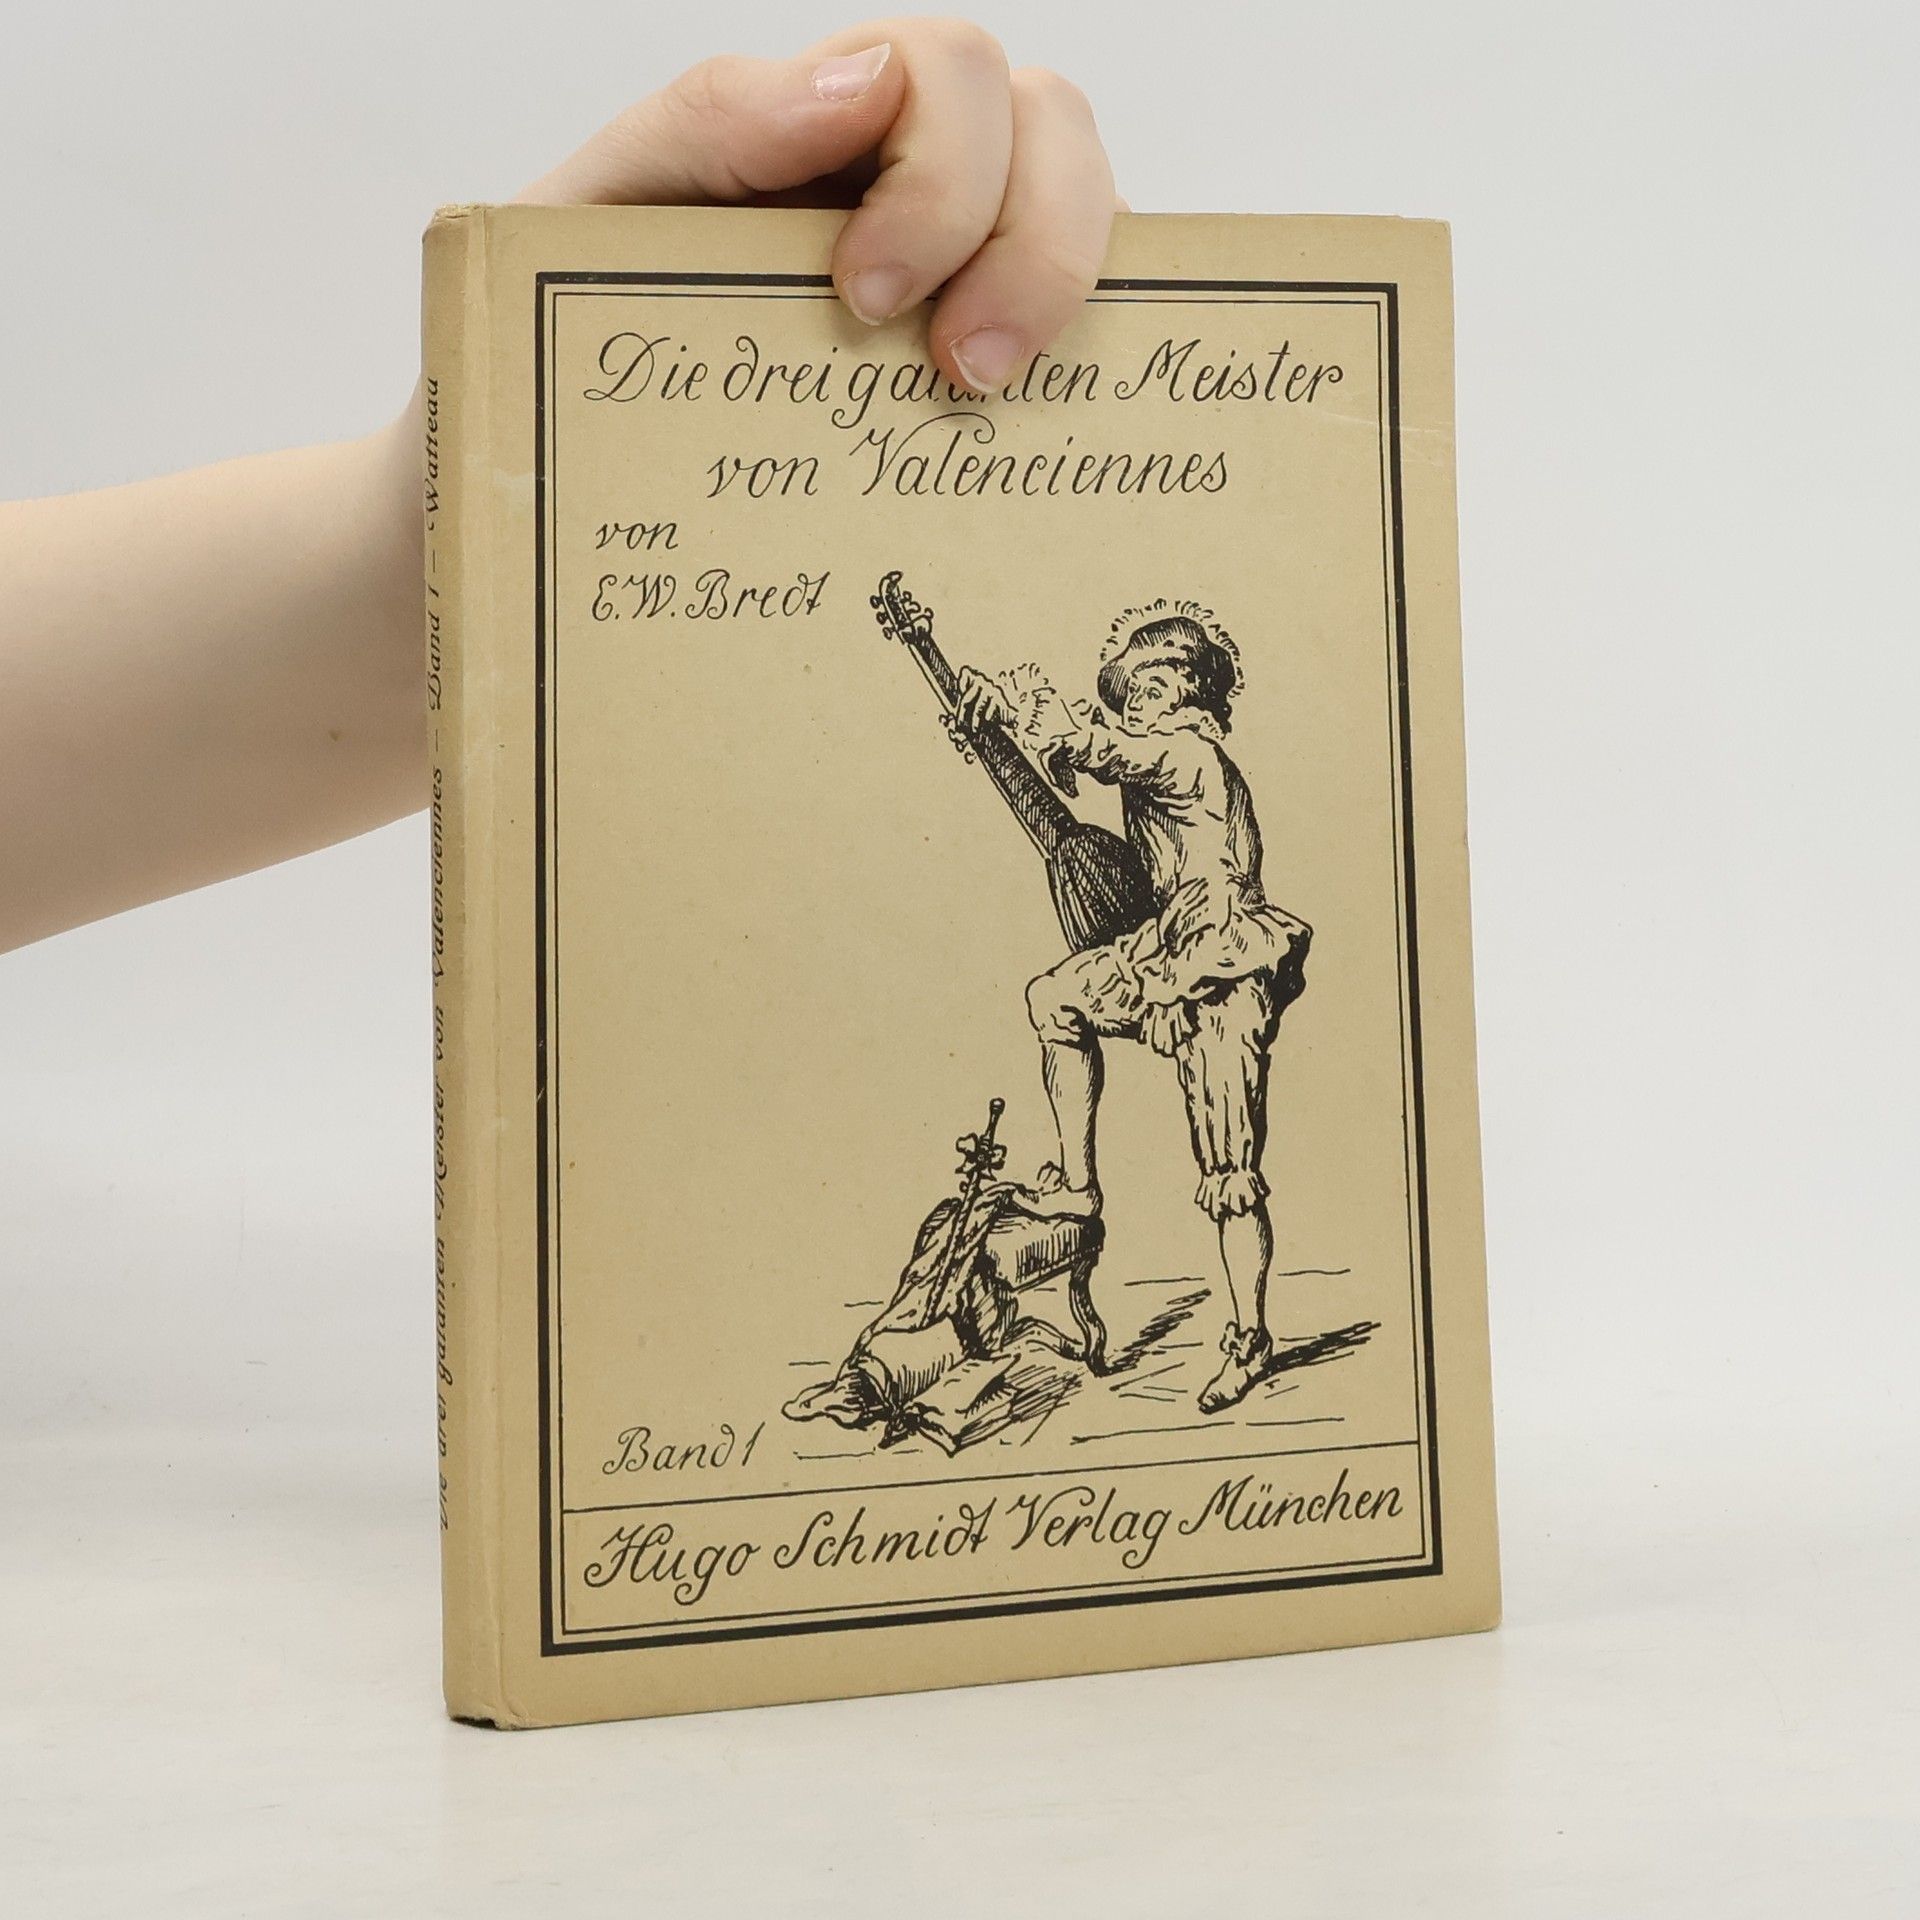 Die drei galanten Meister
von Valenciennes
von
E. W. Bredt
Band 1
Hugo Schmidt Verlag München
Die drei galanten Meister von Valenciennes – Band 1 – Watteau